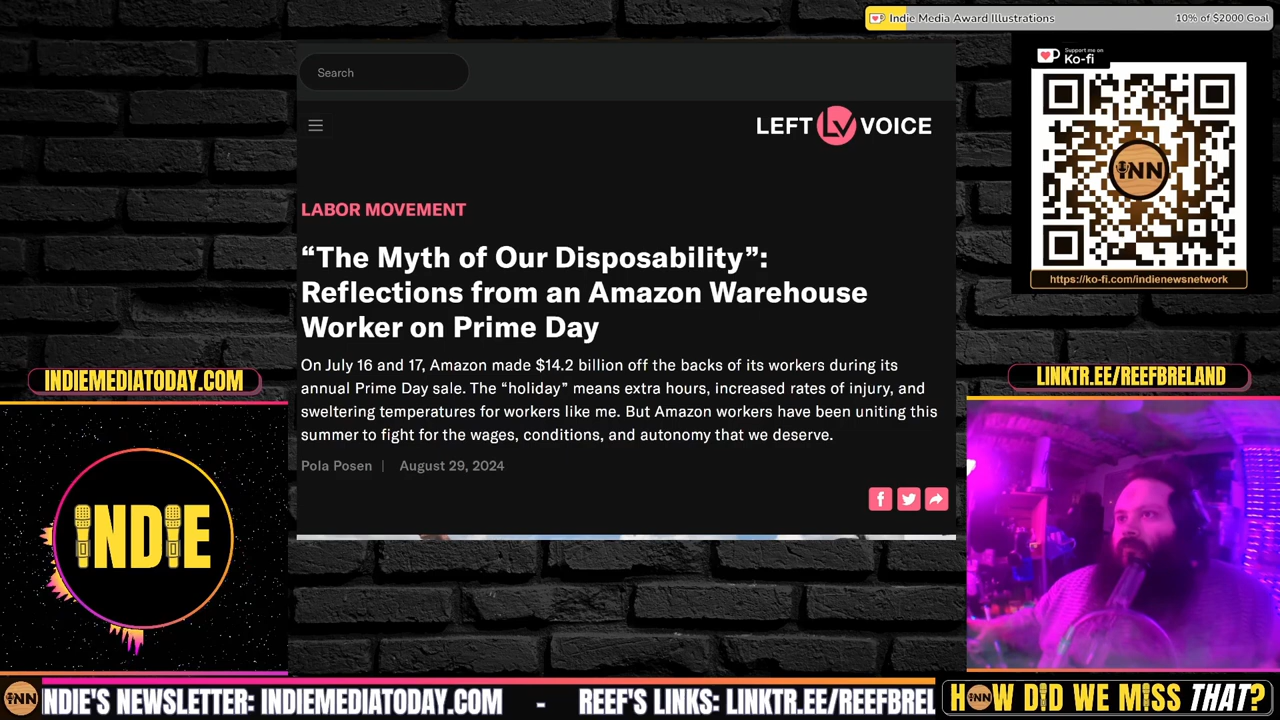 Indie Media Award Illustrations
10% of $2000 Goal
Support me on
Ko-fi
iNN
https://ko-fi.com/indienewsnetwork
Search
LEFT LV VOICE
LABOR MOVEMENT
“The Myth of Our Disposability”:
Reflections from an Amazon Warehouse
Worker on Prime Day
On July 16 and 17, Amazon made $14.2 billion off the backs of its workers during its
annual Prime Day sale. The “holiday” means extra hours, increased rates of injury, and
sweltering temperatures for workers like me. But Amazon workers have been uniting this
summer to fight for the wages, conditions, and autonomy that we deserve.
Pola Posen | August 29, 2024
INDIEMEDIATODAY.COM
LINKTR.EE/REEFBRELAND
INDIE
iNN
NDIE'S NEWSLETTER: INDIEMEDIATODAY.COM - REEF'S LINKS: LINKTR.EE/REEFBREL
HOW DID WE MISS THAT?